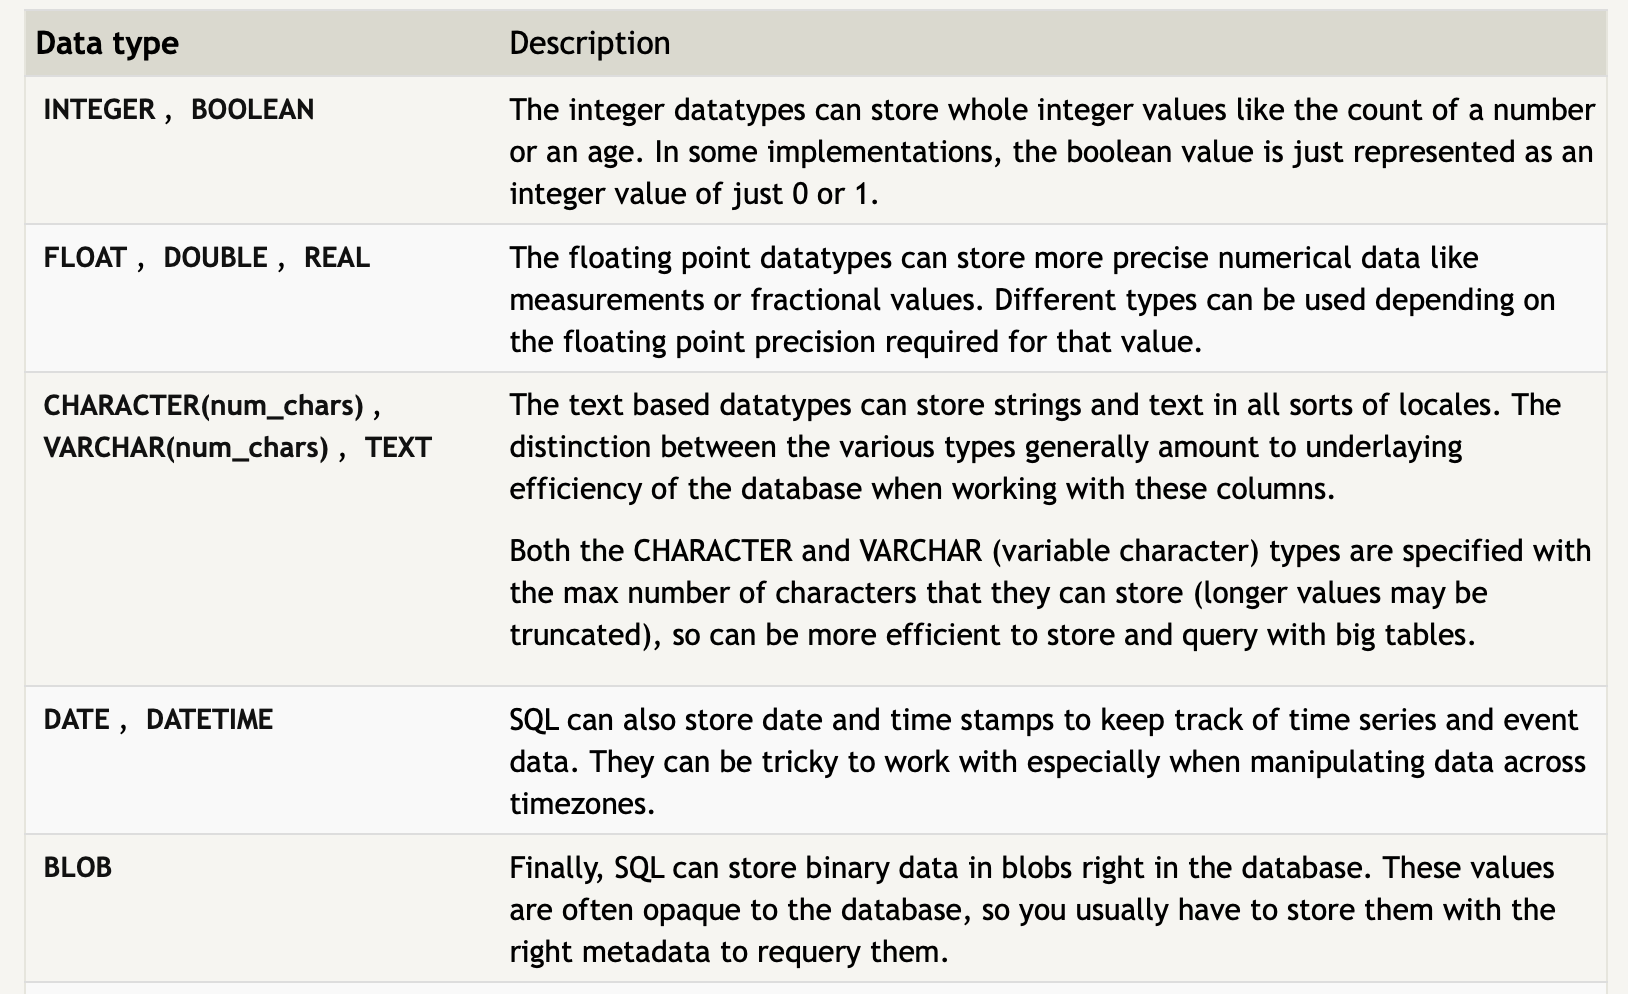 Data type Description
INTEGER , BOOLEAN The integer datatypes can store whole integer values like the count of a number
or an age. In some implementations, the boolean value is just represented as an
integer value of just 0 or 1.
FLOAT , DOUBLE , REAL The floating point datatypes can store more precise numerical data like
measurements or fractional values. Different types can be used depending on
the floating point precision required for that value.
CHARACTER(num_chars) ,
VARCHAR(num_chars) , TEXT
The text based datatypes can store strings and text in all sorts of locales. The
distinction between the various types generally amount to underlaying
efficiency of the database when working with these columns.
Both the CHARACTER and VARCHAR (variable character) types are specified with
the max number of characters that they can store (longer values may be
truncated), so can be more efficient to store and query with big tables.
DATE , DATETIME SQL can also store date and time stamps to keep track of time series and event
data. They can be tricky to work with especially when manipulating data across
timezones.
BLOB Finally, SQL can store binary data in blobs right in the database. These values
are often opaque to the database, so you usually have to store them with the
right metadata to requery them.